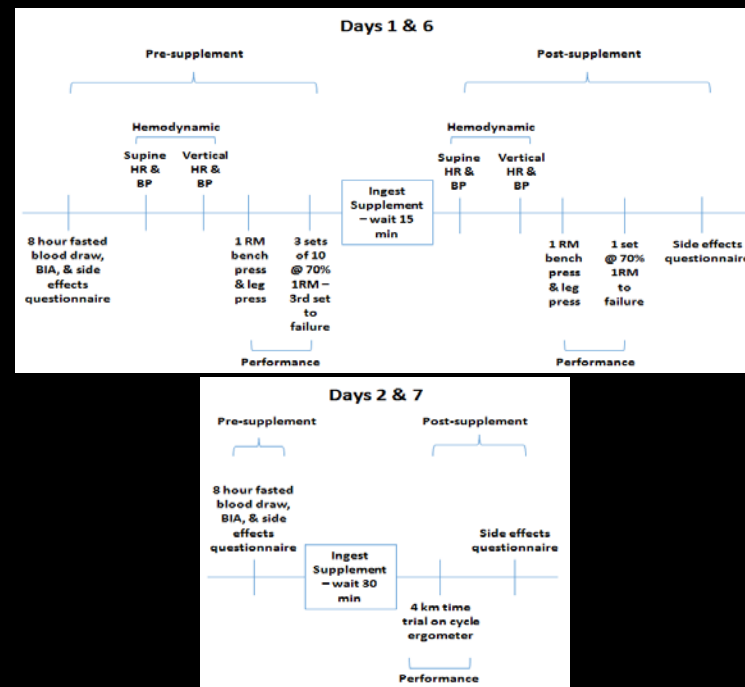 Days 1 & 6
Pre-supplement
Post-supplement
Hemodynamic
Hemodynamic
Supine
HR &
BP
Vertical
HR &
BP
Supine
HR &
BP
Vertical
HR &
BP
Ingest
Supplement
– wait 15
min
8 hour fasted
blood draw,
BIA, & side
effects
questionnaire
1 RM
bench
press
& leg
press
3 sets
of 10
@ 70%
1RM –
3rd set
to
failure
1 RM
bench
press
& leg
press
1 set
@ 70%
1RM
to
failure
Side effects
questionnaire
Performance
Performance
Days 2 & 7
Pre-supplement
Post-supplement
8 hour fasted
blood draw,
BIA, & side
effects
questionnaire
Ingest
Supplement
– wait 30
min
Side effects
questionnaire
4 km time
trial on cycle
ergometer
Performance